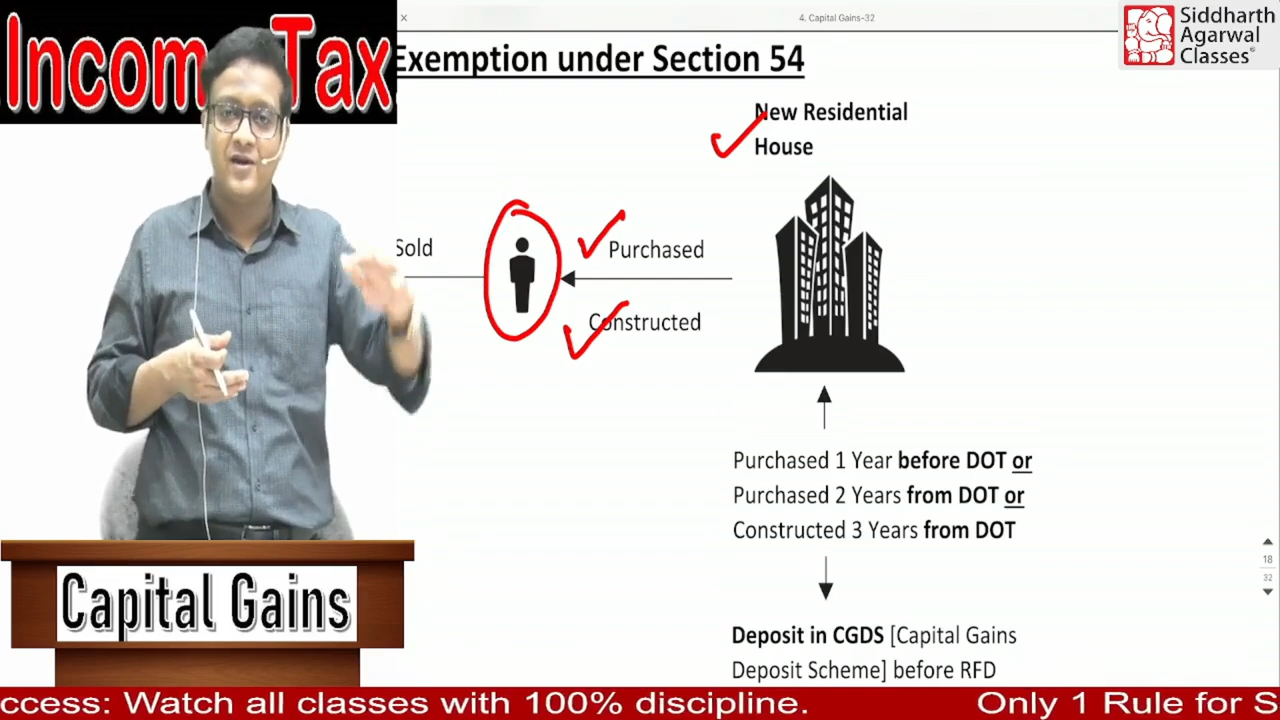 Income Tax
× 4. Capital Gains-32
Siddharth
Agarwal
Classes®
Exemption under Section 54
New Residential
House
Sold
Purchased
Constructed
Purchased 1 Year before DOT or
Purchased 2 Years from DOT or
Constructed 3 Years from DOT
18
32
Deposit in CGDS [Capital Gains
Deposit Scheme] before RFD
Capital Gains
ccess: Watch all classes with 100% discipline. Only 1 Rule for S